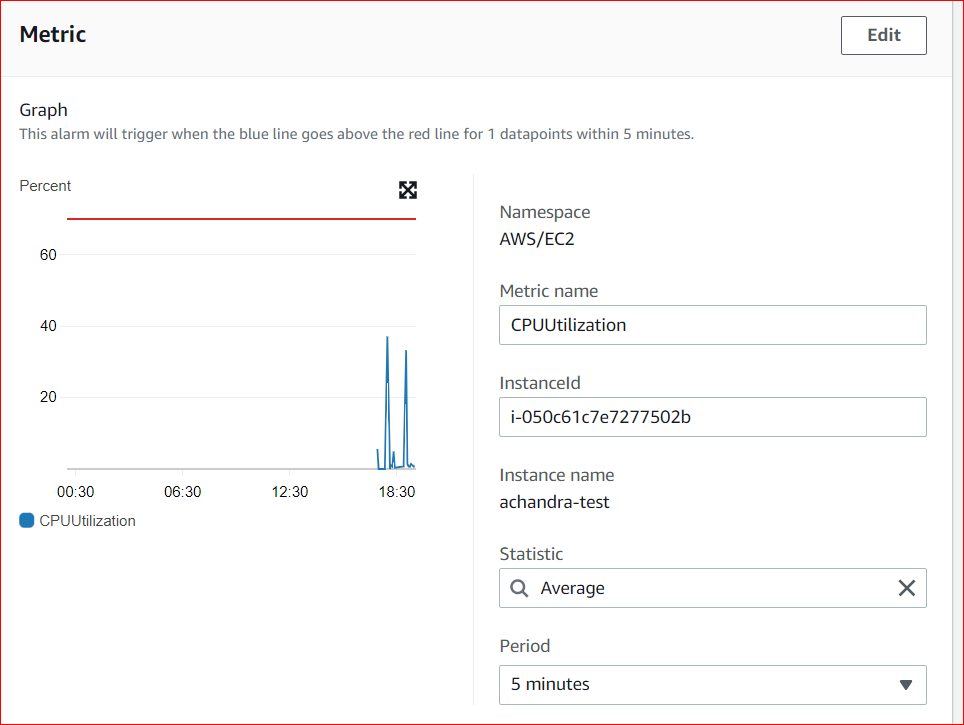 Metric
Edit
Graph
This alarm will trigger when the blue line goes above the red line for 1 datapoints within 5 minutes.
Percent
60
40
20
00:30 06:30 12:30 18:30
CPUUtilization
Namespace
AWS/EC2
Metric name
CPUUtilization
InstanceId
i-050c61c7e7277502b
Instance name
achandra-test
Statistic
Average
Period
5 minutes